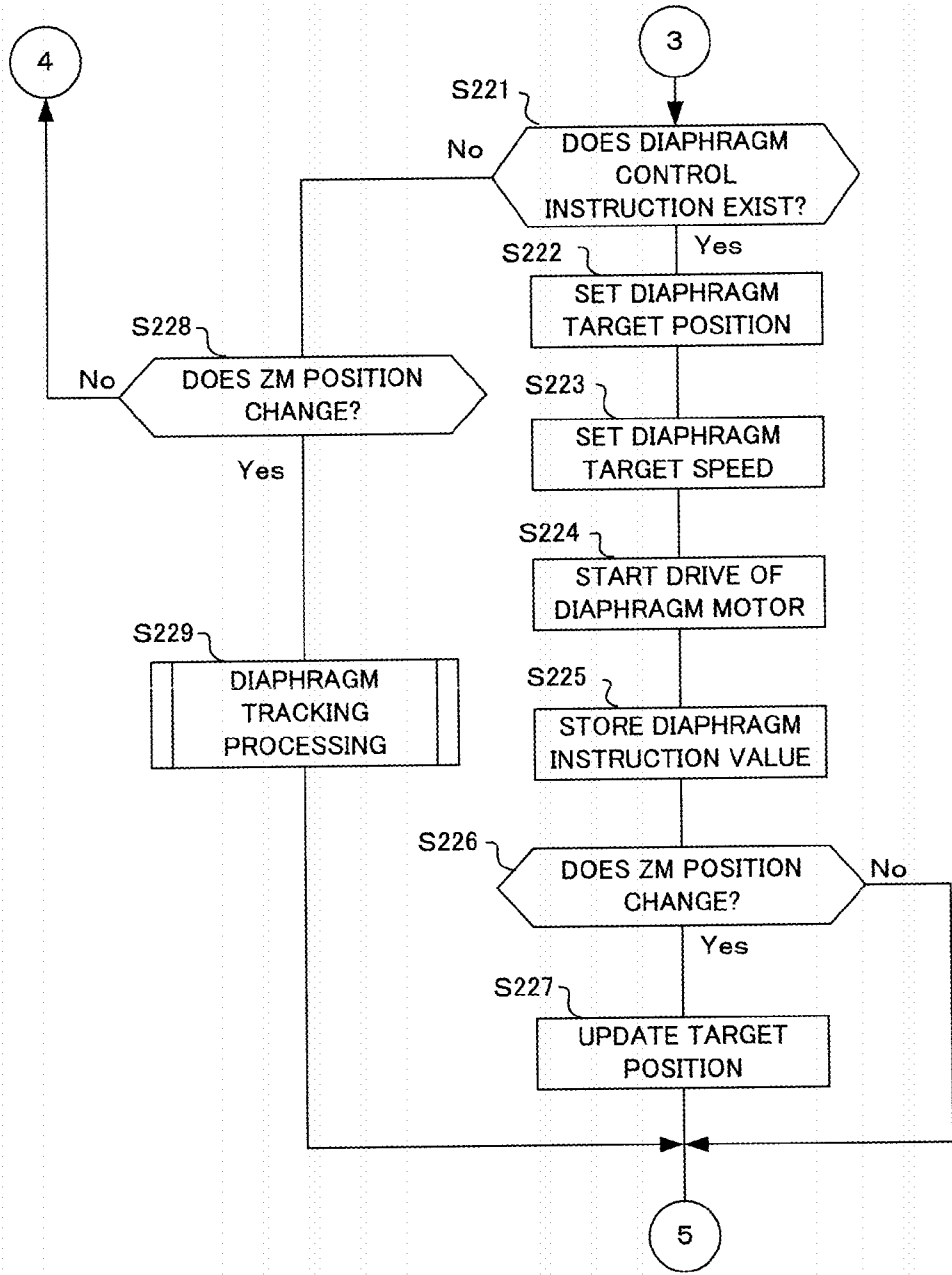 4
3
S221
DOES DIAPHRAGM
CONTROL
INSTRUCTION EXIST?
No
Yes
S222
SET DIAPHRAGM
TARGET POSITION
S228
DOES ZM POSITION
CHANGE?
No
Yes
S223
SET DIAPHRAGM
TARGET SPEED
S224
START DRIVE OF
DIAPHRAGM MOTOR
S229
DIAPHRAGM
TRACKING
PROCESSING
S225
STORE DIAPHRAGM
INSTRUCTION VALUE
S226
DOES ZM POSITION
CHANGE?
No
Yes
S227
UPDATE TARGET
POSITION
5